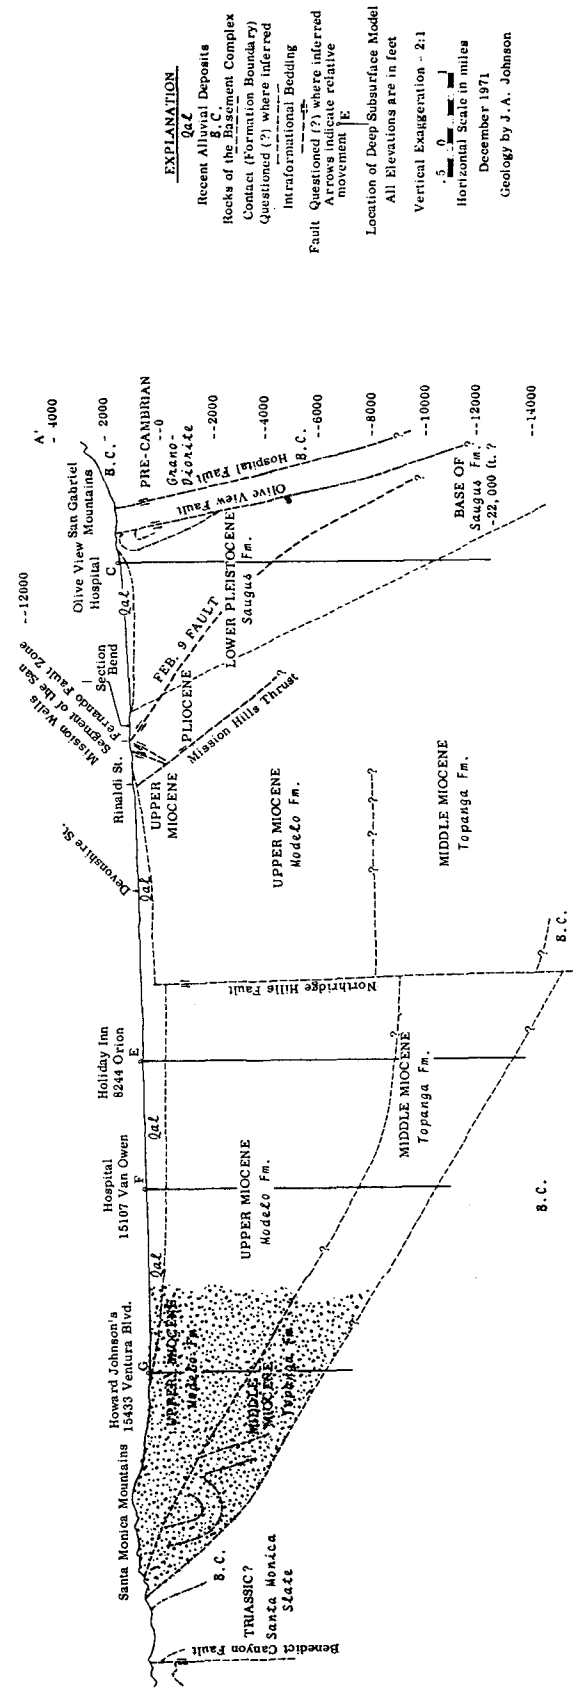 Santa Monica Mountains
Howard Johnson's
15433 Ventura Blvd.
Hospital
15107 Van Owen
Holiday Inn
8244 Orion
Devonshire St.
Rinaldi St.
Mission Wells
Segment of the San
Fernando Fault Zone
Section
Bend
Olive View
Hospital
San Gabriel
Mountains
A'
- 4000
- 2000
--0
--2000
--4000
--6000
--8000
--10000
--12000
--14000
--12000
G
F
E
C
Qal
Qal
Qal
Qal
B.C.
PRE-CAMBRIAN
Grano-
Diorite
B.C.
Hospital Fault
Olive View Fault
LOWER PLEISTOCENE
Saugus Fm.
FEB. 9 FAULT
PLIOCENE
Mission Hills Thrust
BASE OF
Saugus Fm.
-22,000 ft. ?
UPPER
MIOCENE
UPPER MIOCENE
Modelo Fm.
MIDDLE MIOCENE
Topanga Fm.
B.C.
Northridge Hills Fault
UPPER MIOCENE
Modelo Fm.
MIDDLE MIOCENE
Topanga Fm.
B.C.
UPPER MIOCENE
Modelo Fm.
MIDDLE
MIOCENE
Topanga Fm.
B.C.
TRIASSIC?
Santa Monica
Slate
Benedict Canyon Fault
EXPLANATION
Qal
Recent Alluvial Deposits
B.C.
Rocks of the Basement Complex
Contact (Formation Boundary)
Questioned (?) where inferred
Intraformational Bedding
Fault Questioned (?) where inferred
Arrows indicate relative
movement
E
Location of Deep Subsurface Model
All Elevations are in feet
Vertical Exaggeration - 2:1
.5 0 1
Horizontal Scale in miles
December 1971
Geology by J.A. Johnson